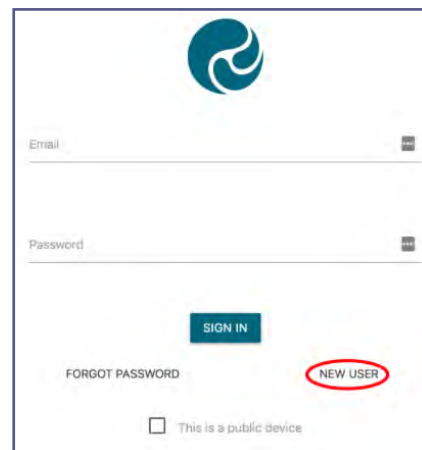 Email
Password
SIGN IN
FORGOT PASSWORD NEW USER
This is a public device